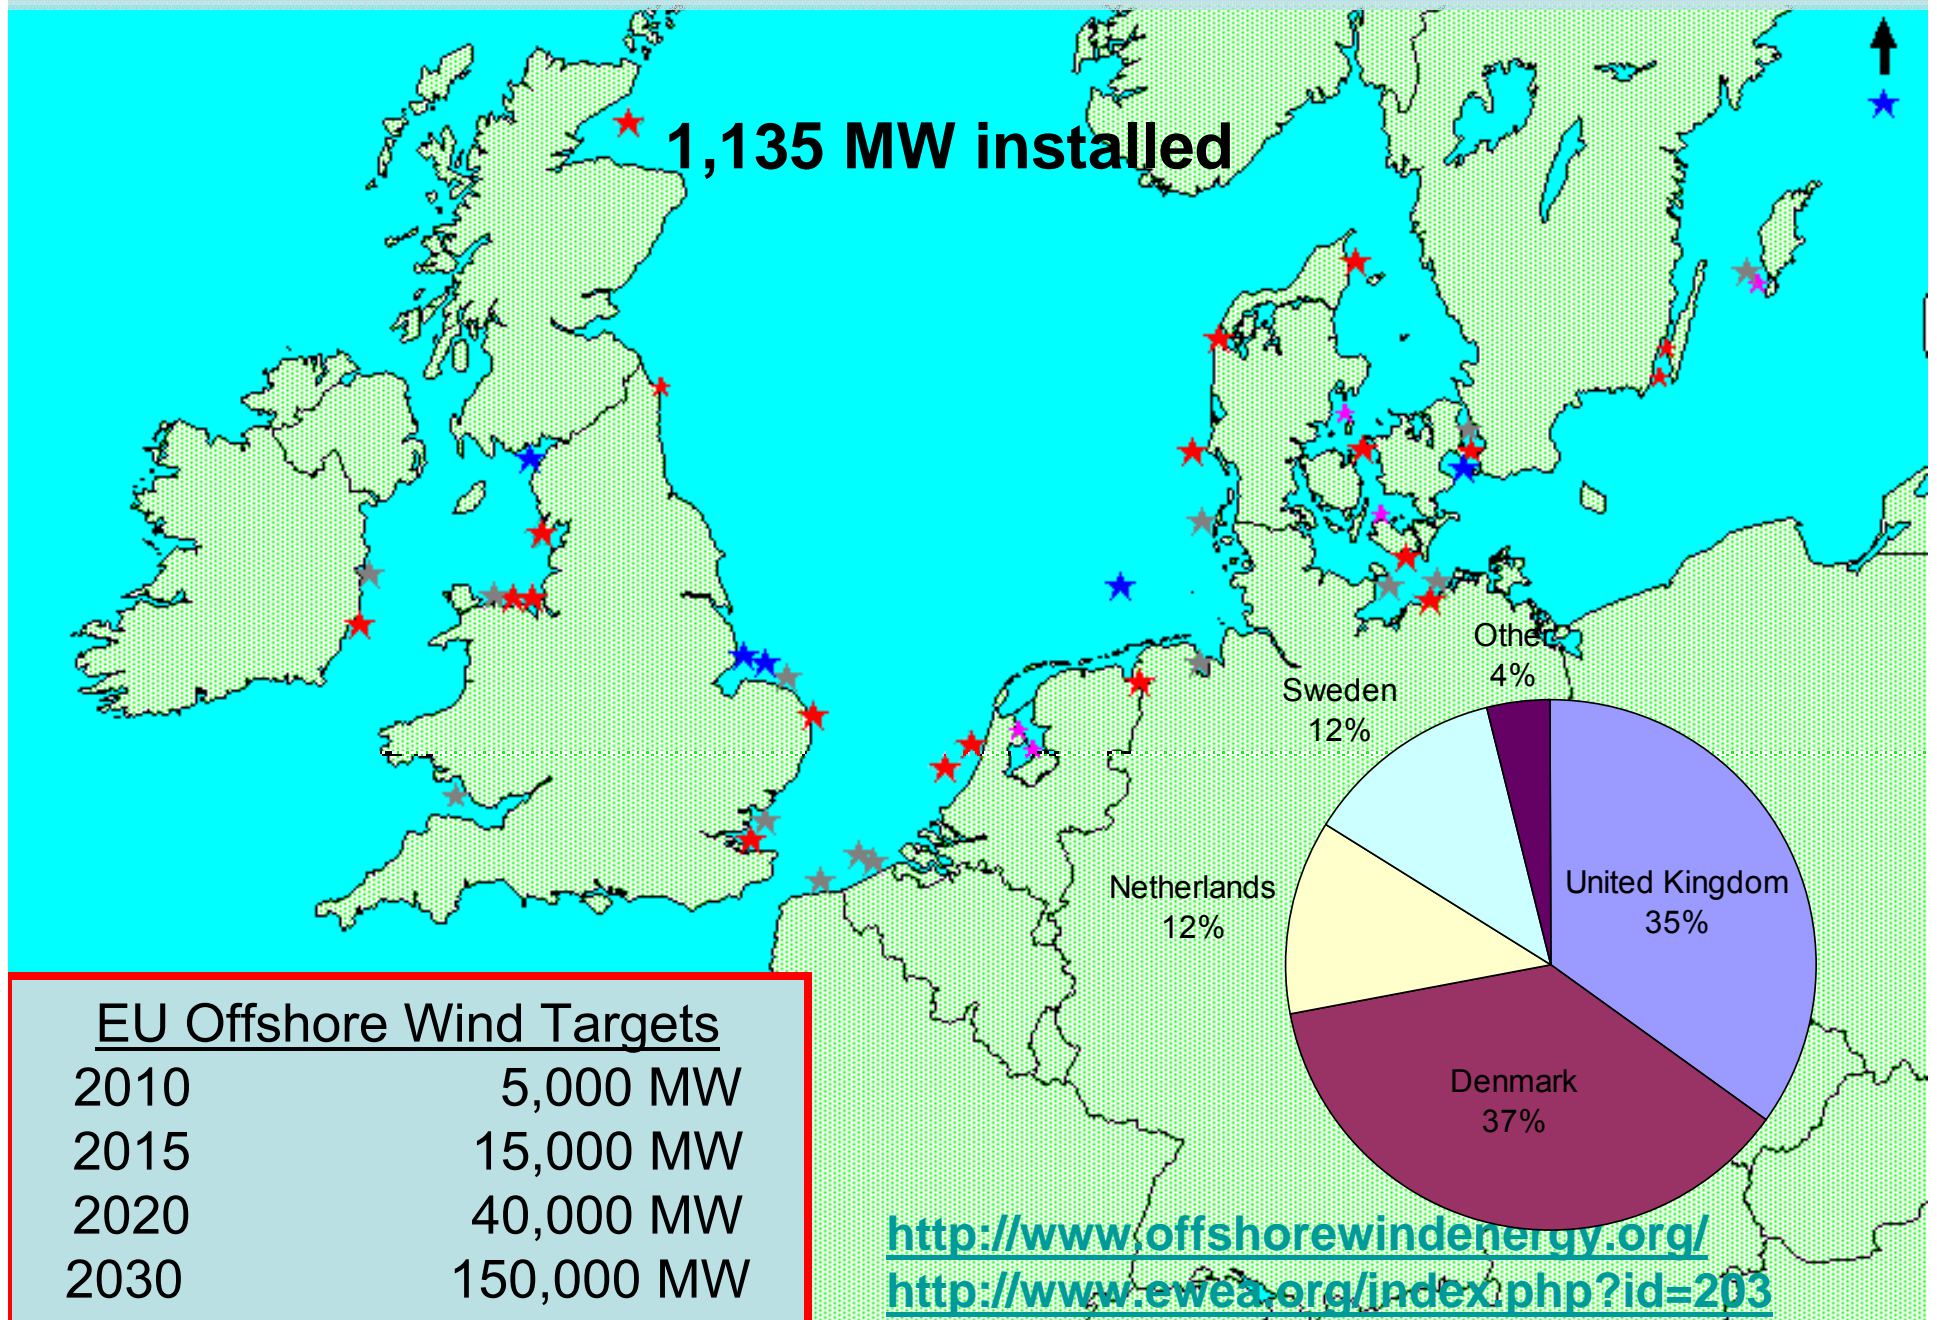 1,135 MW installed
Other
4%
Sweden
12%
United Kingdom
35%
Netherlands
12%
Denmark
37%
EU Offshore Wind Targets
2010 5,000 MW
2015 15,000 MW
2020 40,000 MW
2030 150,000 MW
http://www.offshorewindenergy.org/
http://www.ewea.org/index.php?id=203